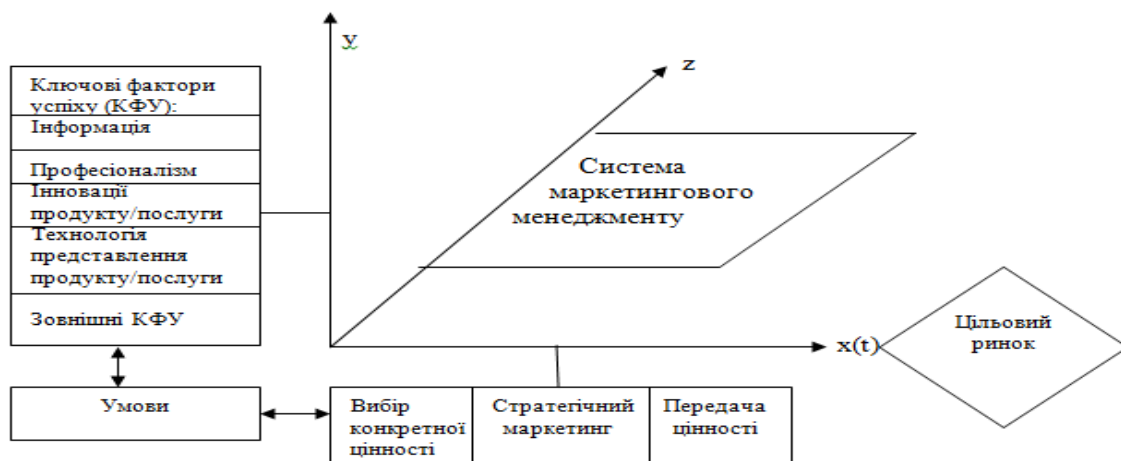 y
z
Ключові фактори
успіху (КФУ):
Інформація
Професіоналізм
Інновації
продукту/послуги
Технологія
представлення
продукту/послуги
Зовнішні КФУ
Система
маркетингового
менеджменту
x(t)
Цільовий
ринок
Умови
Вибір
конкретної
цінності
Стратегічний
маркетинг
Передача
цінності